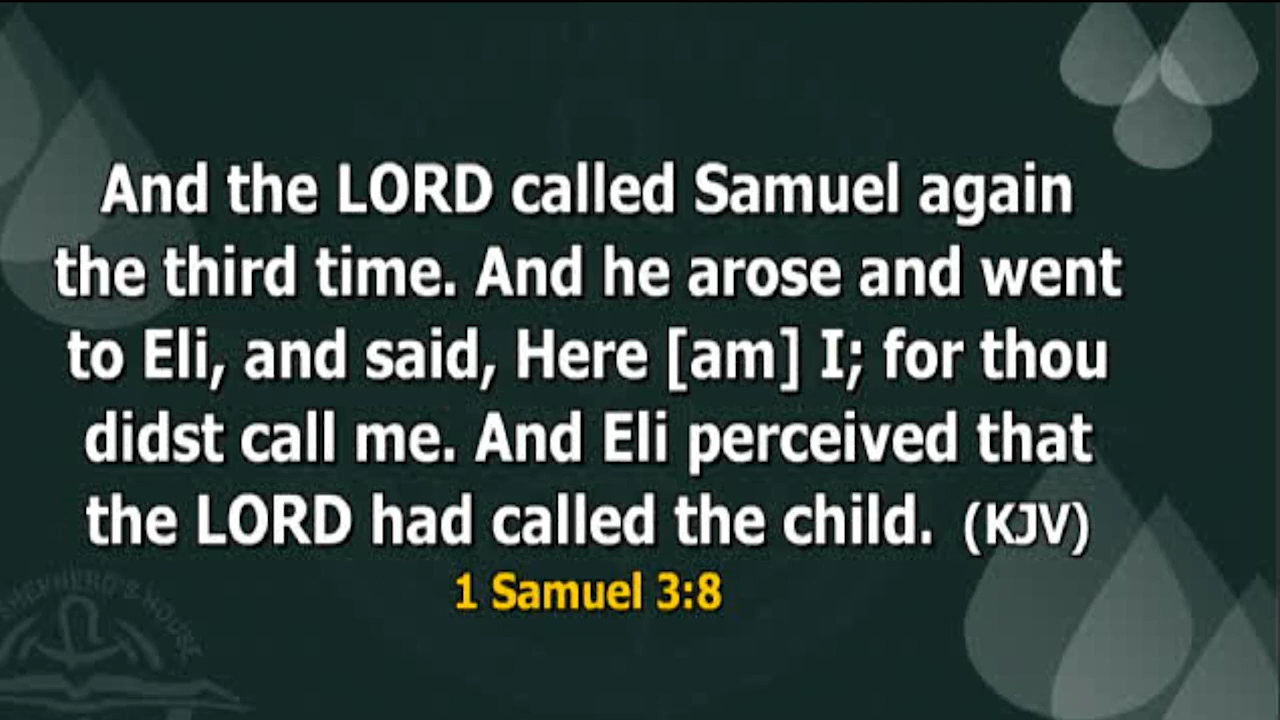 And the LORD called Samuel again
the third time. And he arose and went
to Eli, and said, Here [am] I; for thou
didst call me. And Eli perceived that
the LORD had called the child. (KJV)
1 Samuel 3:8
SHEPHERD'S HOUSE